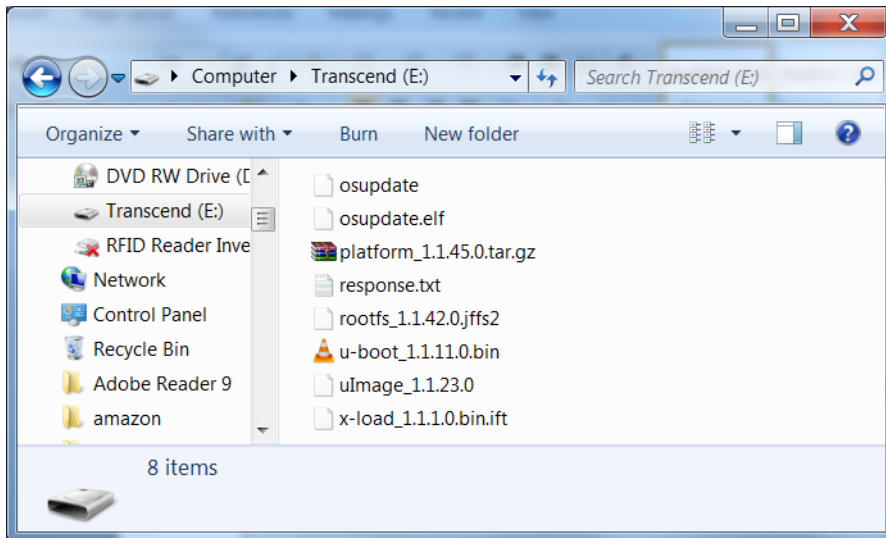 Computer ▸ Transcend (E:)
Search Transcend (E:)
Organize
Share with
Burn
New folder
DVD RW Drive (D
Transcend (E:)
RFID Reader Inve
Network
Control Panel
Recycle Bin
Adobe Reader 9
amazon
osupdate
osupdate.elf
platform_1.1.45.0.tar.gz
response.txt
rootfs_1.1.42.0.jffs2
u-boot_1.1.11.0.bin
uImage_1.1.23.0
x-load_1.1.1.0.bin.ift
8 items